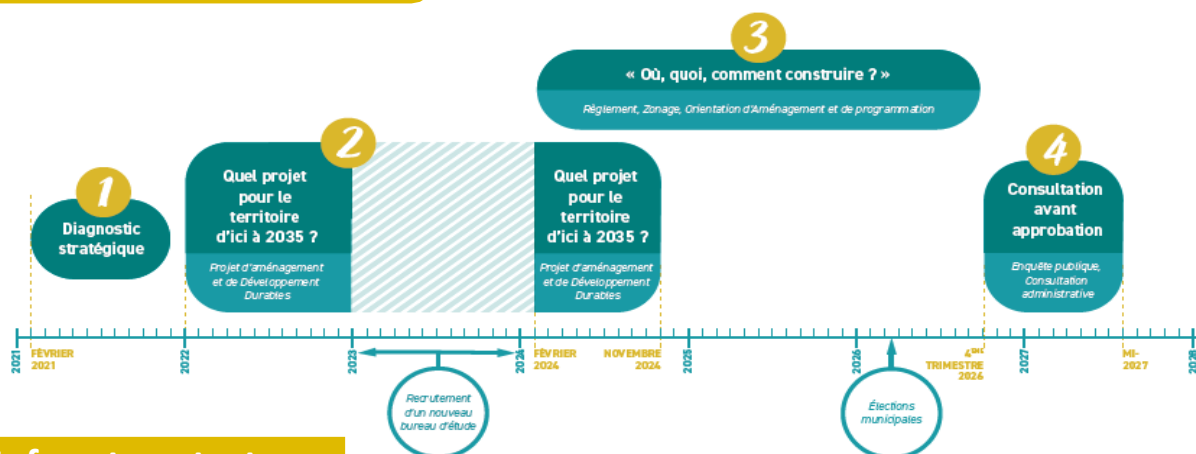 3
« Où, quoi, comment construire ? »
Règlement, Zonage, Orientation d'Aménagement et de programmation
1
Diagnostic
stratégique
2
Quel projet
pour le
territoire
d'ici à 2035 ?
Projet d'aménagement
et de Développement
Durables
Quel projet
pour le
territoire
d'ici à 2035 ?
Projet d'aménagement
et de Développement
Durables
4
Consultation
avant
approbation
Enquête publique,
Consultation
administrative
2021
FÉVRIER
2021
2022
2023
2024
FÉVRIER
2024
NOVEMBRE
2024
2025
2026
4ÈME
TRIMESTRE
2026
2027
MI-
2027
2028
Recrutement
d'un nouveau
bureau d'étude
Élections
municipales